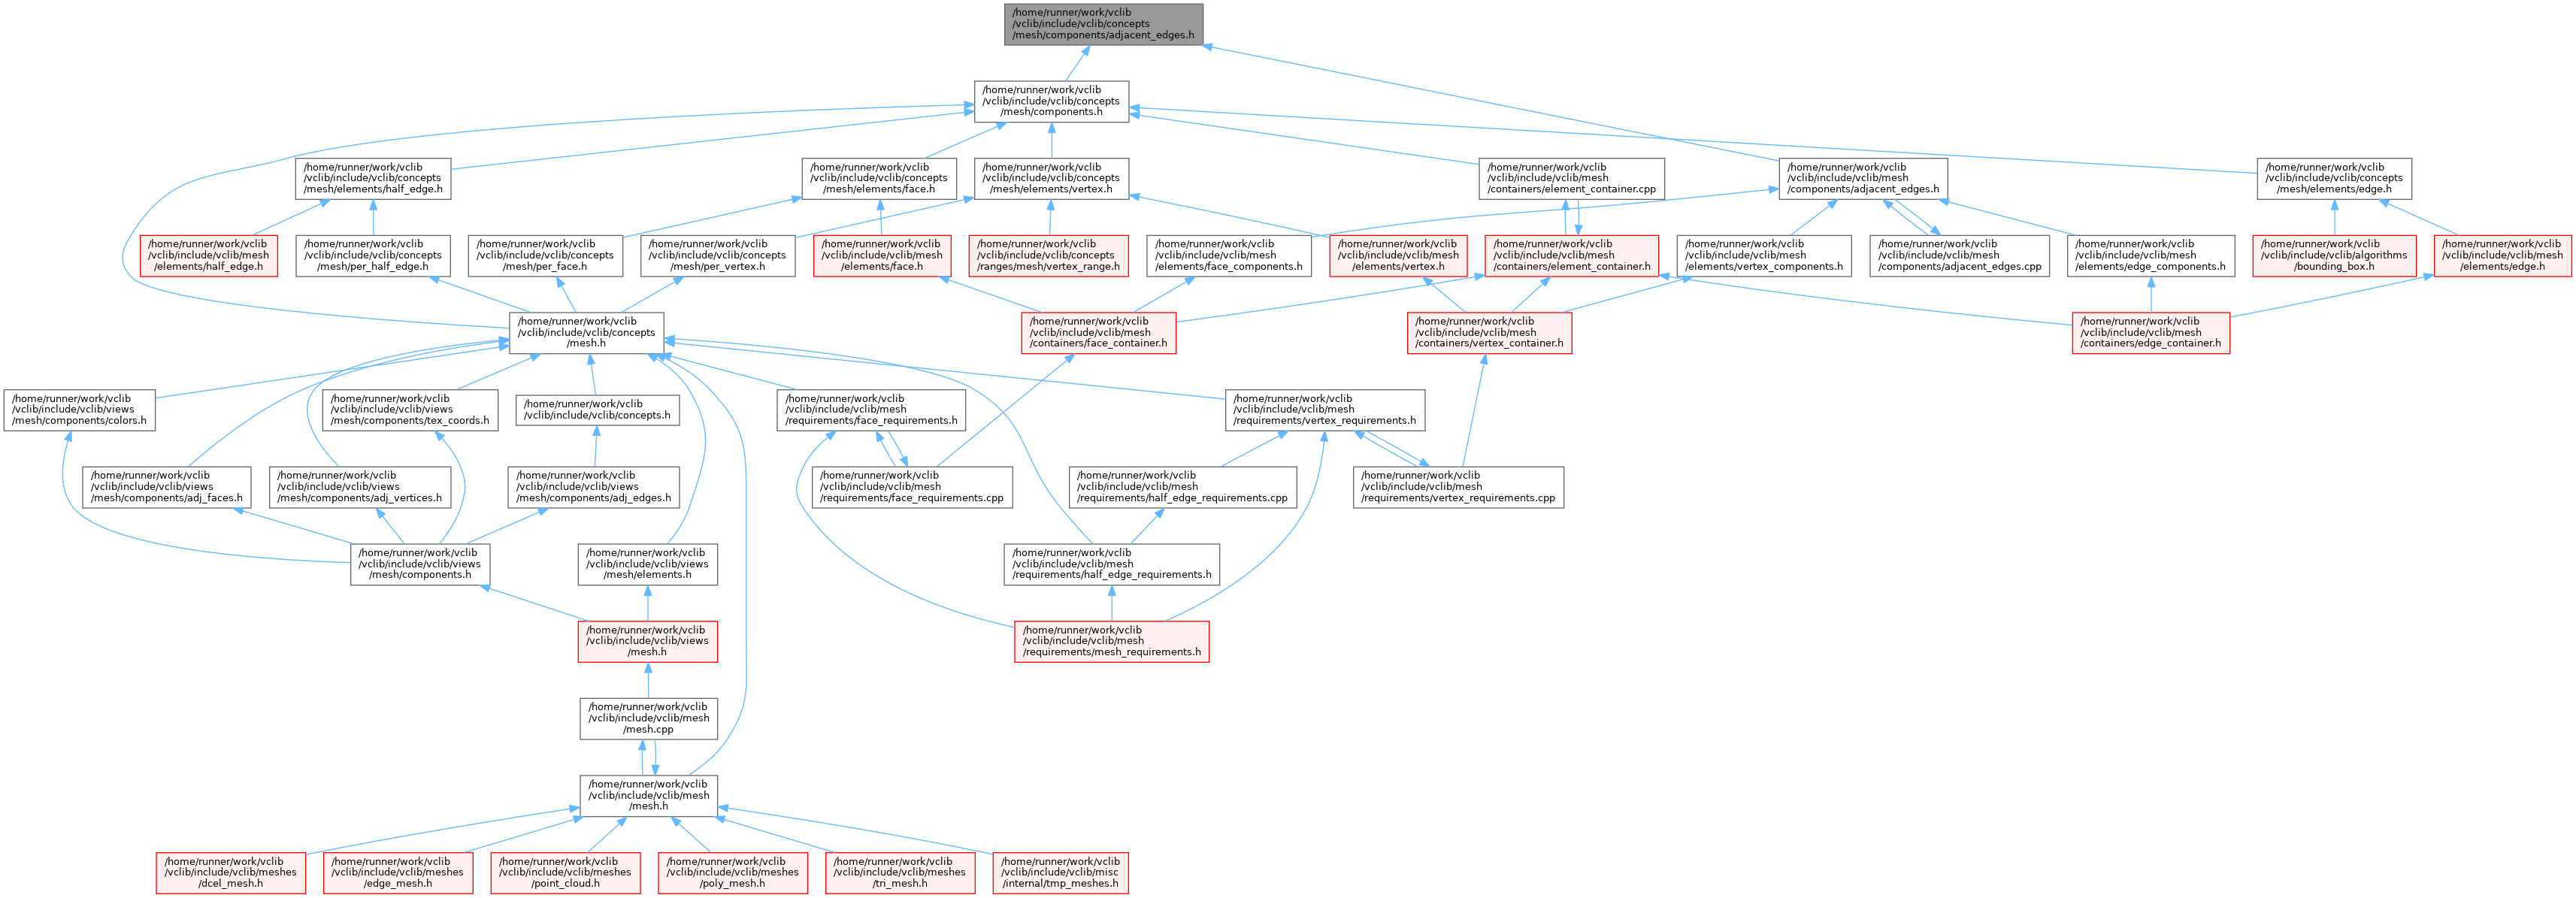 /home/runner/work/vclib
/vclib/include/vclib/concepts
/mesh/components/adjacent_edges.h
/home/runner/work/vclib
/vclib/include/vclib/concepts
/mesh/components.h
/home/runner/work/vclib
/vclib/include/vclib/concepts
/mesh/elements/half_edge.h
/home/runner/work/vclib
/vclib/include/vclib/concepts
/mesh/elements/face.h
/home/runner/work/vclib
/vclib/include/vclib/concepts
/mesh/elements/vertex.h
/home/runner/work/vclib
/vclib/include/vclib/mesh
/containers/element_container.cpp
/home/runner/work/vclib
/vclib/include/vclib/mesh
/components/adjacent_edges.h
/home/runner/work/vclib
/vclib/include/vclib/concepts
/mesh/elements/edge.h
/home/runner/work/vclib
/vclib/include/vclib/mesh
/elements/half_edge.h
/home/runner/work/vclib
/vclib/include/vclib/concepts
/mesh/per_half_edge.h
/home/runner/work/vclib
/vclib/include/vclib/concepts
/mesh/per_face.h
/home/runner/work/vclib
/vclib/include/vclib/concepts
/mesh/per_vertex.h
/home/runner/work/vclib
/vclib/include/vclib/mesh
/elements/face.h
/home/runner/work/vclib
/vclib/include/vclib/concepts
/ranges/mesh/vertex_range.h
/home/runner/work/vclib
/vclib/include/vclib/mesh
/elements/face_components.h
/home/runner/work/vclib
/vclib/include/vclib/mesh
/elements/vertex.h
/home/runner/work/vclib
/vclib/include/vclib/mesh
/containers/element_container.h
/home/runner/work/vclib
/vclib/include/vclib/mesh
/elements/vertex_components.h
/home/runner/work/vclib
/vclib/include/vclib/mesh
/components/adjacent_edges.cpp
/home/runner/work/vclib
/vclib/include/vclib/mesh
/elements/edge_components.h
/home/runner/work/vclib
/vclib/include/vclib/algorithms
/bounding_box.h
/home/runner/work/vclib
/vclib/include/vclib/mesh
/elements/edge.h
/home/runner/work/vclib
/vclib/include/vclib/concepts
/mesh.h
/home/runner/work/vclib
/vclib/include/vclib/mesh
/containers/face_container.h
/home/runner/work/vclib
/vclib/include/vclib/mesh
/containers/vertex_container.h
/home/runner/work/vclib
/vclib/include/vclib/mesh
/containers/edge_container.h
/home/runner/work/vclib
/vclib/include/vclib/views
/mesh/components/colors.h
/home/runner/work/vclib
/vclib/include/vclib/views
/mesh/components/tex_coords.h
/home/runner/work/vclib
/vclib/include/vclib/concepts.h
/home/runner/work/vclib
/vclib/include/vclib/mesh
/requirements/face_requirements.h
/home/runner/work/vclib
/vclib/include/vclib/mesh
/requirements/vertex_requirements.h
/home/runner/work/vclib
/vclib/include/vclib/views
/mesh/components/adj_faces.h
/home/runner/work/vclib
/vclib/include/vclib/views
/mesh/components/adj_vertices.h
/home/runner/work/vclib
/vclib/include/vclib/views
/mesh/components/adj_edges.h
/home/runner/work/vclib
/vclib/include/vclib/mesh
/requirements/face_requirements.cpp
/home/runner/work/vclib
/vclib/include/vclib/mesh
/requirements/half_edge_requirements.cpp
/home/runner/work/vclib
/vclib/include/vclib/mesh
/requirements/vertex_requirements.cpp
/home/runner/work/vclib
/vclib/include/vclib/views
/mesh/components.h
/home/runner/work/vclib
/vclib/include/vclib/views
/mesh/elements.h
/home/runner/work/vclib
/vclib/include/vclib/mesh
/requirements/half_edge_requirements.h
/home/runner/work/vclib
/vclib/include/vclib/views
/mesh.h
/home/runner/work/vclib
/vclib/include/vclib/mesh
/requirements/mesh_requirements.h
/home/runner/work/vclib
/vclib/include/vclib/mesh
/mesh.cpp
/home/runner/work/vclib
/vclib/include/vclib/mesh
/mesh.h
/home/runner/work/vclib
/vclib/include/vclib/meshes
/dcel_mesh.h
/home/runner/work/vclib
/vclib/include/vclib/meshes
/edge_mesh.h
/home/runner/work/vclib
/vclib/include/vclib/meshes
/point_cloud.h
/home/runner/work/vclib
/vclib/include/vclib/meshes
/poly_mesh.h
/home/runner/work/vclib
/vclib/include/vclib/meshes
/tri_mesh.h
/home/runner/work/vclib
/vclib/include/vclib/misc
/internal/tmp_meshes.h